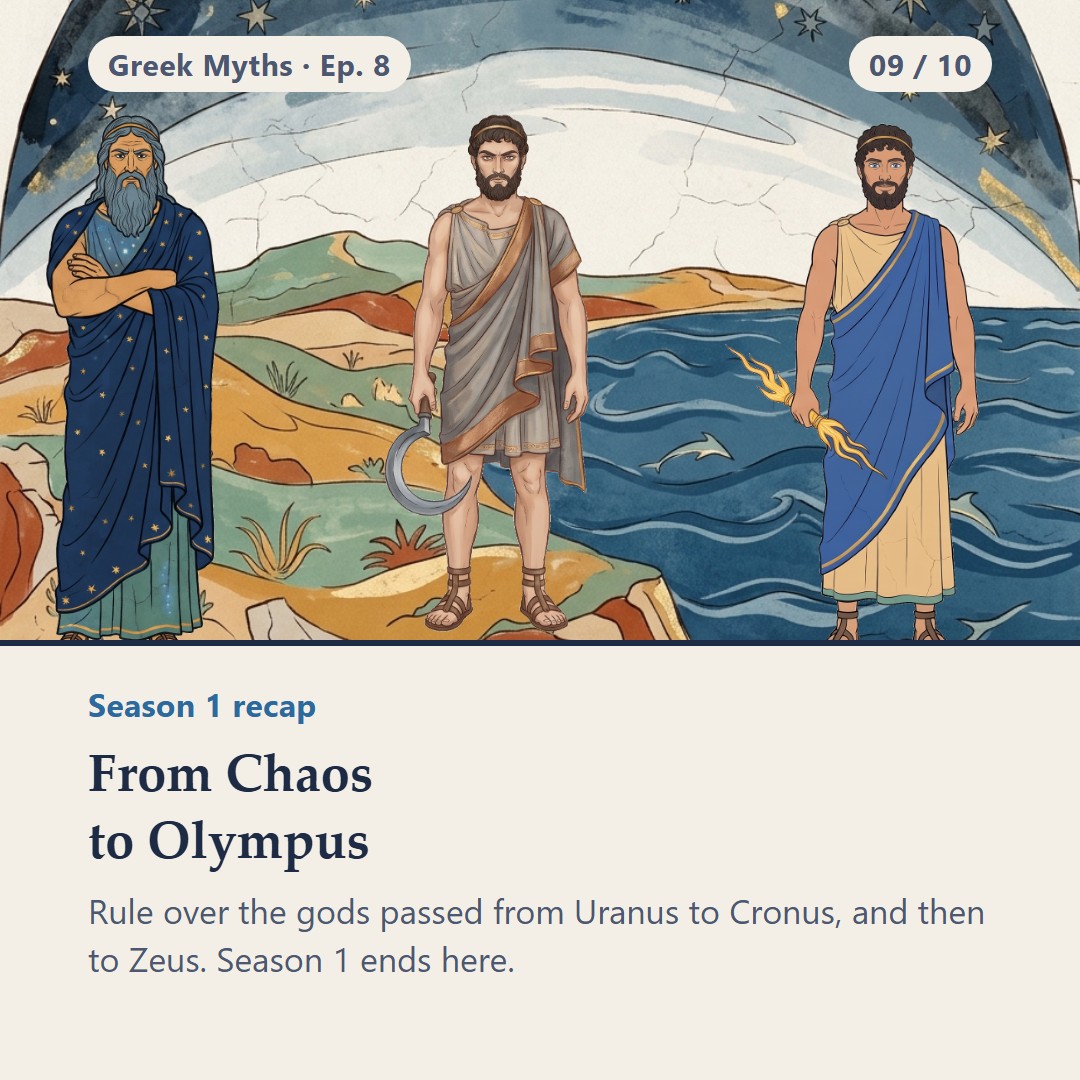 Greek Myths · Ep. 8
09 / 10
Season 1 recap
From Chaos
to Olympus
Rule over the gods passed from Uranus to Cronus, and then
to Zeus. Season 1 ends here.